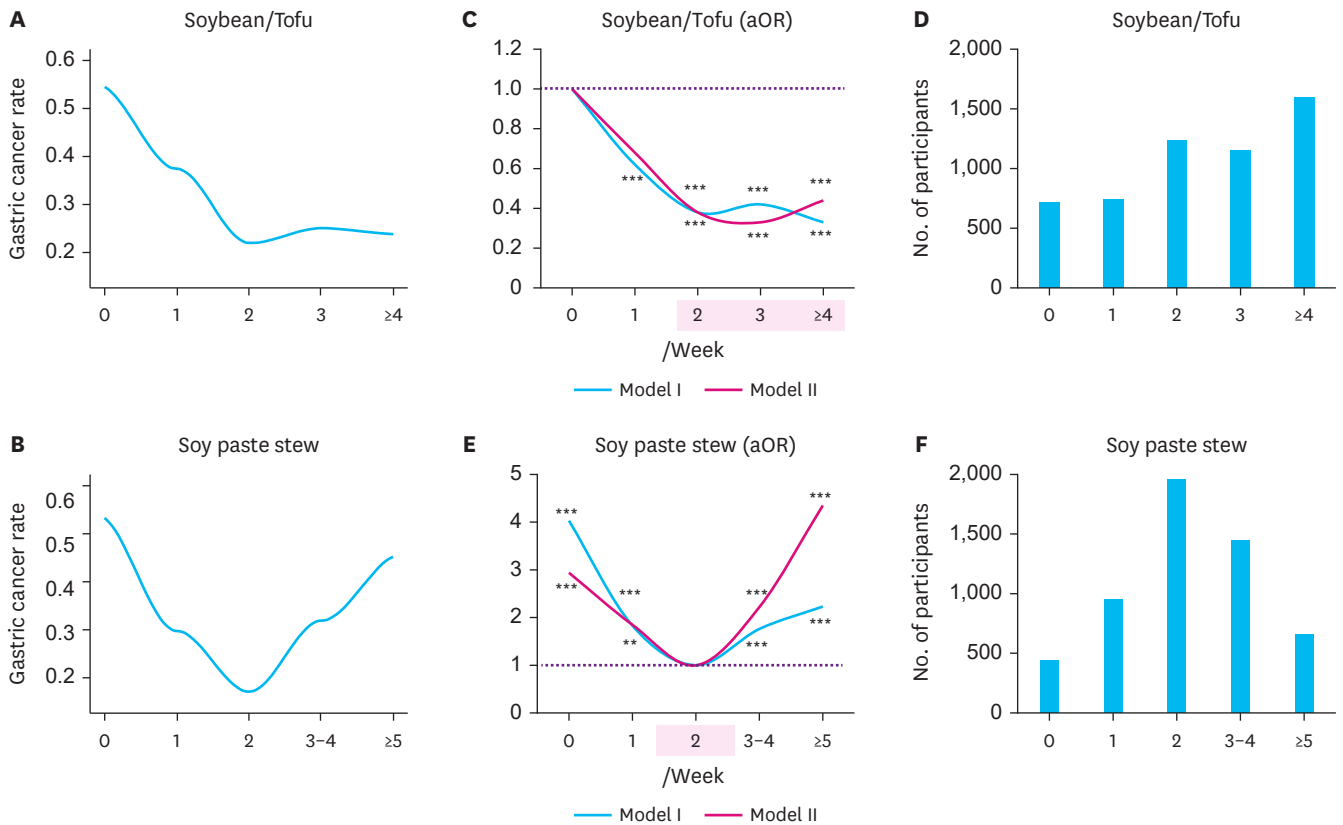 A Soybean/Tofu
Gastric cancer rate
0.6
0.5
0.4
0.3
0.2
0 1 2 3 ≥4
C Soybean/Tofu (aOR)
1.2
1.0
0.8
0.6
0.4
0.2
0
***
***
***
***
***
***
***
0 1 2 3 ≥4
/Week
Model I Model II
D Soybean/Tofu
No. of participants
2,000
1,500
1,000
500
0
0 1 2 3 ≥4
B Soy paste stew
Gastric cancer rate
0.6
0.5
0.4
0.3
0.2
0 1 2 3–4 ≥5
E Soy paste stew (aOR)
5
4
3
2
1
0
***
***
***
**
***
***
***
***
0 1 2 3–4 ≥5
/Week
Model I Model II
F Soy paste stew
No. of participants
2,000
1,500
1,000
500
0
0 1 2 3–4 ≥5